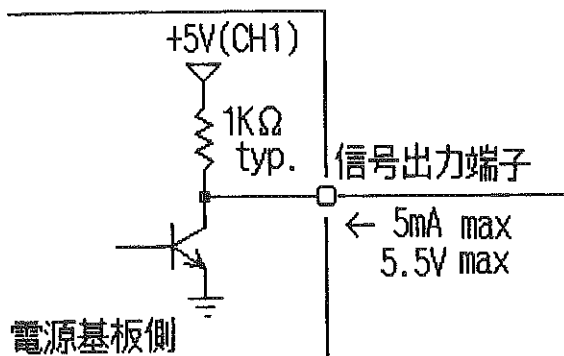 +5V(CH1)
1KΩ
typ.
信号出力端子
← 5mA max
5.5V max
電源基板側